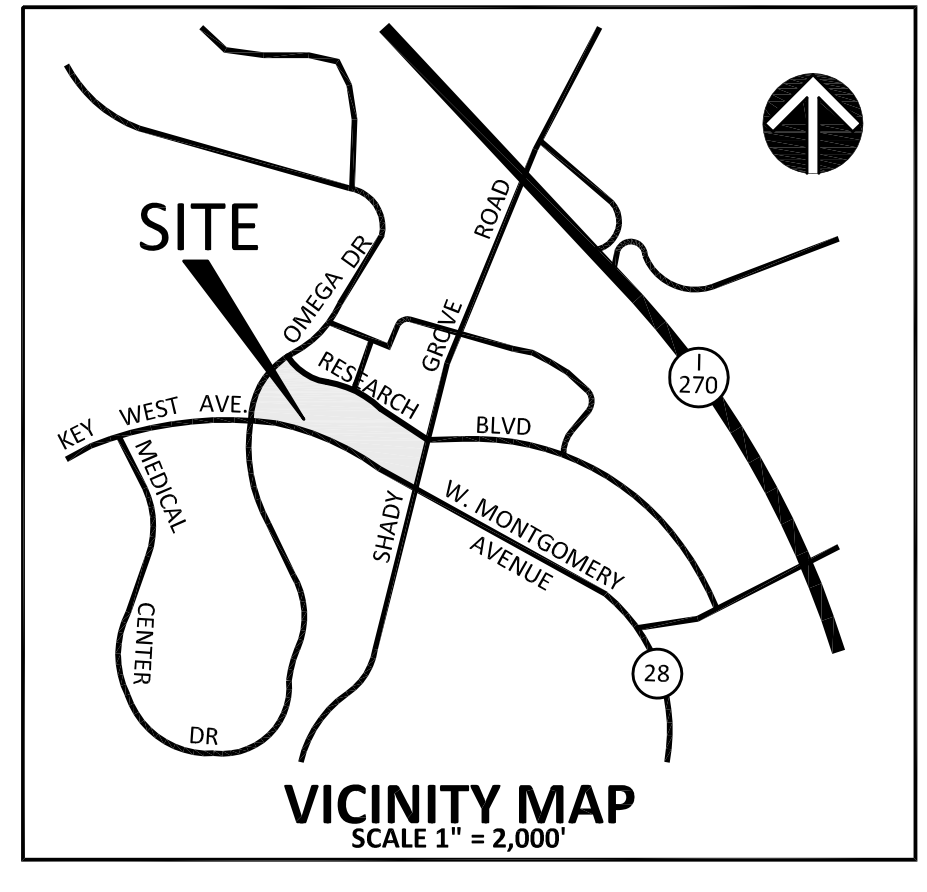 SITE
OMEGA DR
SHADY GROVE ROAD
RESEARCH BLVD
I
270
KEY WEST AVE.
MEDICAL CENTER DR
W. MONTGOMERY
AVENUE
28
VICINITY MAP
SCALE 1" = 2,000'